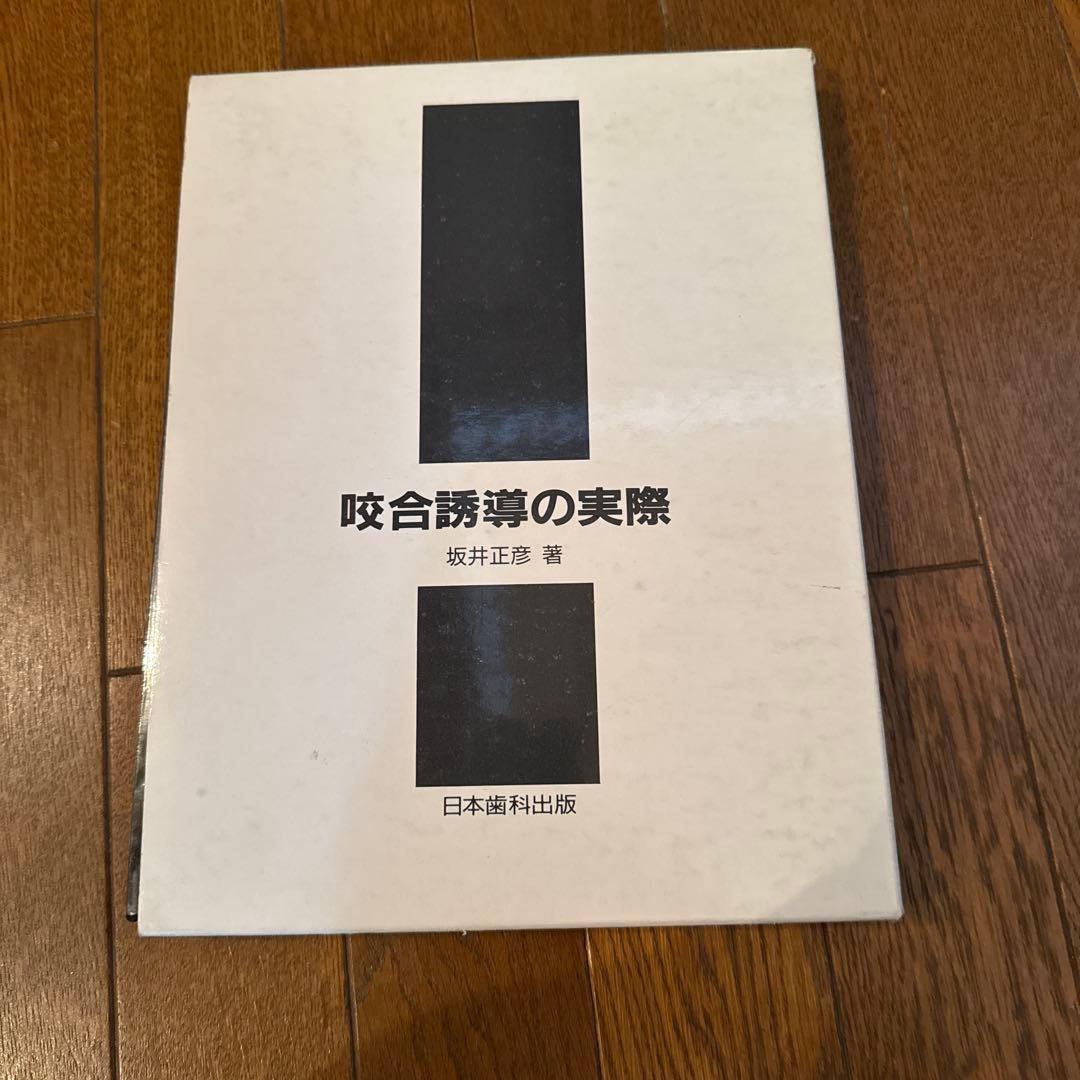 咬合誘導の実際
坂井正彦 著
日本歯科出版